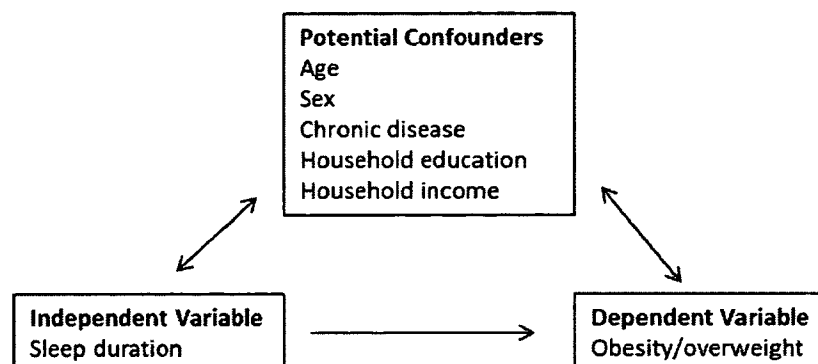 Potential Confounders
Age
Sex
Chronic disease
Household education
Household income
Independent Variable
Sleep duration
Dependent Variable
Obesity/overweight